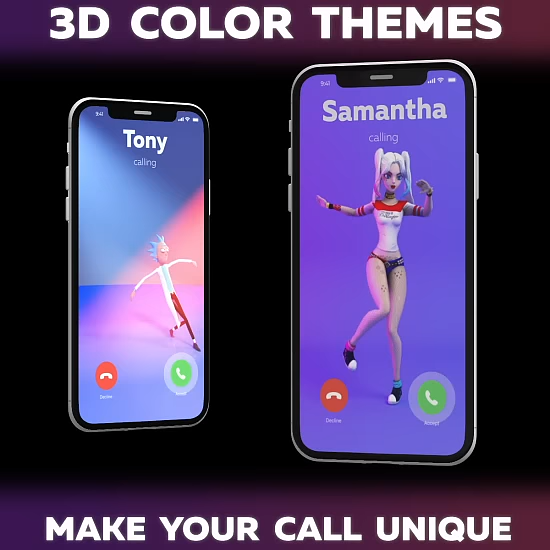 3D COLOR THEMES
9:41
Tony
calling
Decline
9:41
Samantha
calling
Decline
Accept
MAKE YOUR CALL UNIQUE